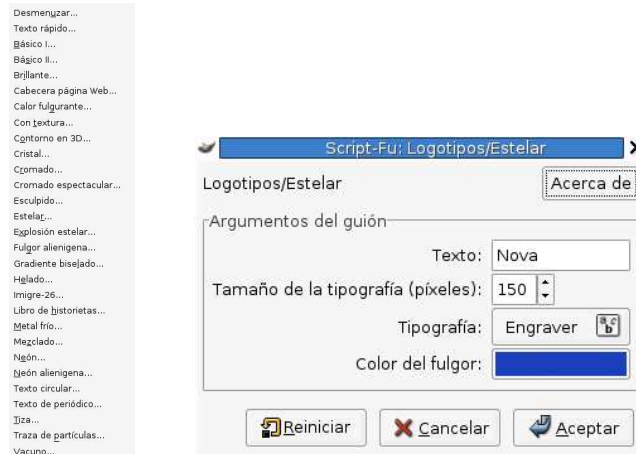 Desmenuzar...
Texto rápido...
Básico I...
Básico II...
Brillante...
Cabecera página Web...
Calor fulgurante...
Con textura...
Contorno en 3D...
Cristal...
Cromado...
Cromado espectacular...
Esculpido...
Estelar...
Explosión estelar...
Fulgor alienigena...
Gradiente biselado...
Helado...
Imigre-26...
Libro de historietas...
Metal frío...
Mezclado...
Neón...
Neón alienigena...
Texto circular...
Texto de periódico...
Tiza...
Traza de partículas...
Vacuno...
Script-Fu: Logotipos/Estelar
Logotipos/Estelar
Acerca de
Argumentos del guión
Texto: Nova
Tamaño de la tipografía (píxeles): 150
Tipografía: Engraver
Color del fulgor:
Reiniciar Cancelar Aceptar